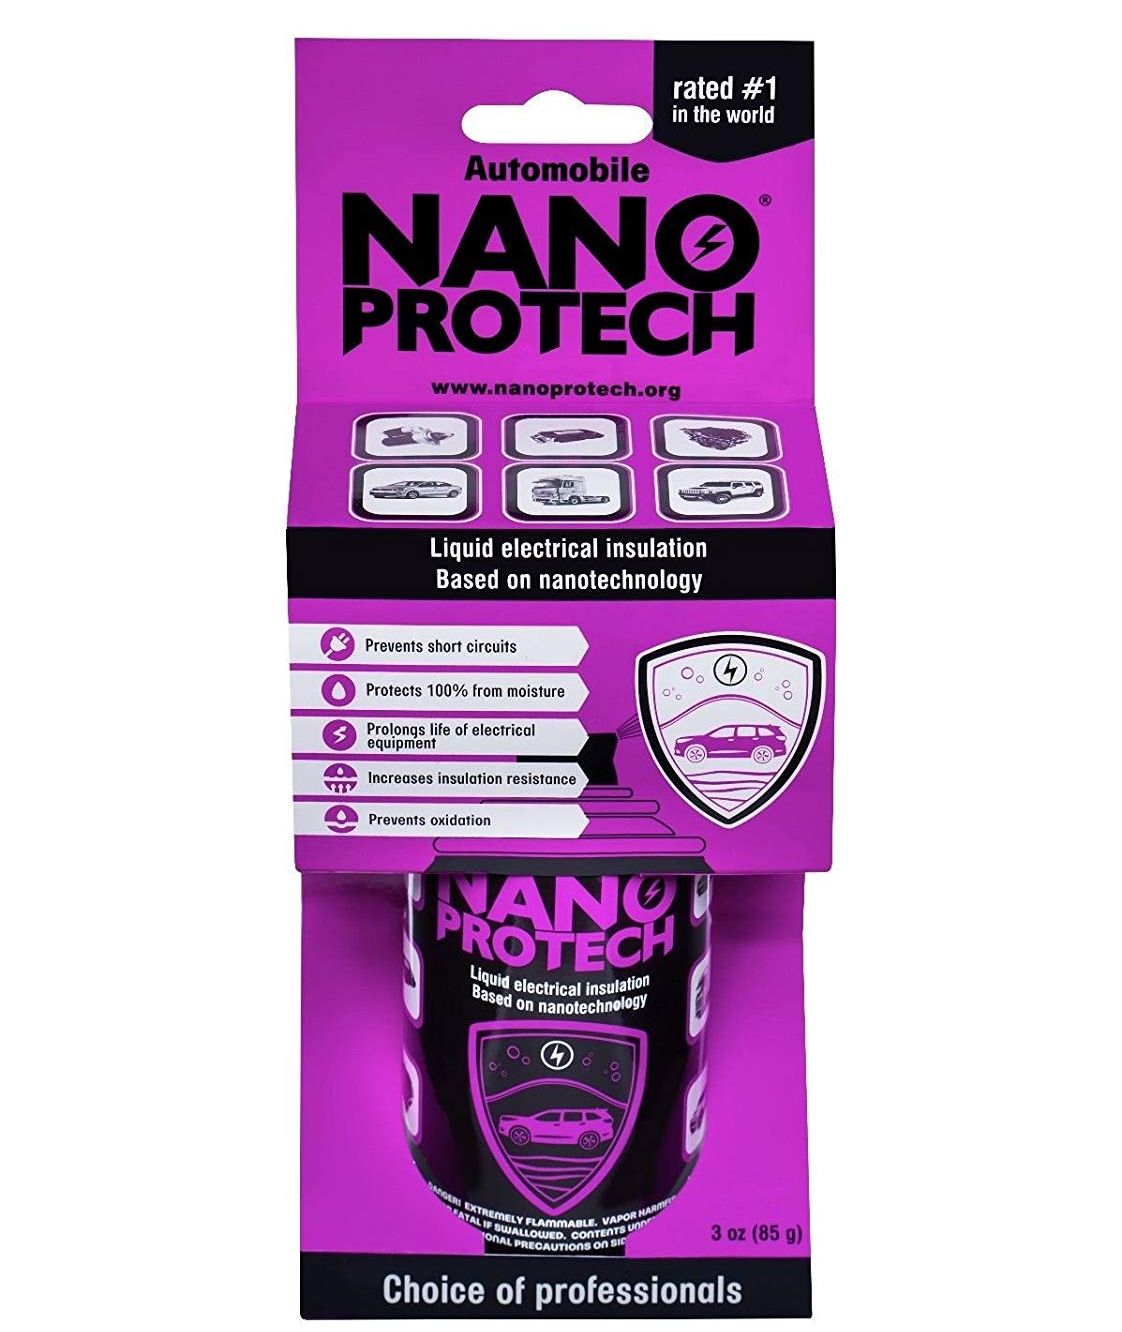 rated #1
in the world
Automobile
NANO®
PROTECH
www.nanoprotech.org
Liquid electrical insulation
Based on nanotechnology
Prevents short circuits
Protects 100% from moisture
Prolongs life of electrical
equipment
Increases insulation resistance
Prevents oxidation
NANO
PROTECH
Liquid electrical insulation
Based on nanotechnology
DANGER! EXTREMELY FLAMMABLE. VAPOR
FATAL IF SWALLOWED. CONTENTS
PRECAUTIONS ON
3 oz (85 g)
Choice of professionals